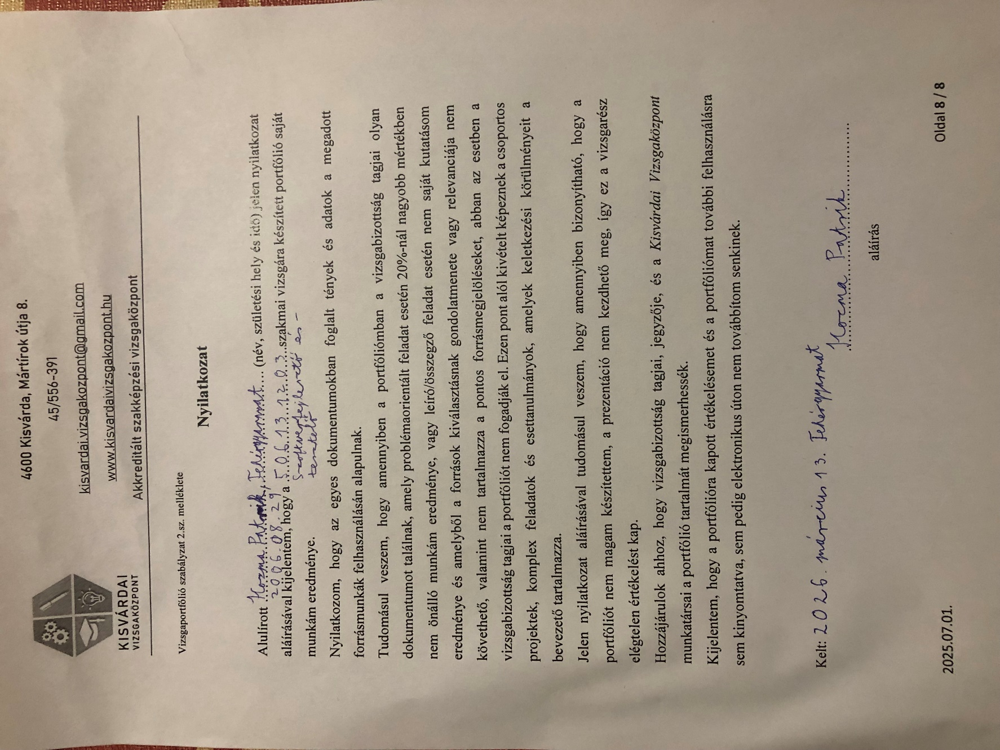 KISVÁRDAI
VIZSGAKÖZPONT
4600 Kisvárda, Mártírok útja 8.
45/556-391
kisvardai.vizsgakozpont@gmail.com
www.kisvardaivizsgakozpont.hu
Akkreditált szakképzési vizsgaközpont
Vizsgaportfólió szabályzat 2.sz. melléklete
Nyilatkozat
Alulírott Kozma Patrik, Fehérgyarmat (név, születési hely és idő) jelen nyilatkozat
2006.08.29
aláírásával kijelentem, hogy a 5 0613 12 03 szakmai vizsgára készített portfólió saját
Szoftverfejlesztő és -
tesztelő
munkám eredménye.
Nyilatkozom, hogy az egyes dokumentumokban foglalt tények és adatok a megadott
forrásmunkák felhasználásán alapulnak.
Tudomásul veszem, hogy amennyiben a portfóliómban a vizsgabizottság tagjai olyan
dokumentumot találnak, amely problémaorientált feladat esetén 20%-nál nagyobb mértékben
nem önálló munkám eredménye, vagy leíró/összegző feladat esetén nem saját kutatásom
eredménye és amelyből a források kiválasztásnak gondolatmenete vagy relevanciája nem
követhető, valamint nem tartalmazza a pontos forrásmegjelöléseket, abban az esetben a
vizsgabizottság tagjai a portfóliót nem fogadják el. Ezen pont alól kivételt képeznek a csoportos
projektek, komplex feladatok és esettanulmányok, amelyek keletkezési körülményeit a
bevezető tartalmazza.
Jelen nyilatkozat aláírásával tudomásul veszem, hogy amennyiben bizonyítható, hogy a
portfóliót nem magam készítettem, a prezentáció nem kezdhető meg, így ez a vizsgarész
elégtelen értékelést kap.
Hozzájárulok ahhoz, hogy vizsgabizottság tagjai, jegyzője, és a Kisvárdai Vizsgaközpont
munkatársai a portfólió tartalmát megismerhessék.
Kijelentem, hogy a portfólióra kapott értékelésemet és a portfóliómat további felhasználásra
sem kinyomtatva, sem pedig elektronikus úton nem továbbítom senkinek.
Kelt: 2026. március 13. Fehérgyarmat
Kozma Patrik
aláírás
2025.07.01.
Oldal 8 / 8